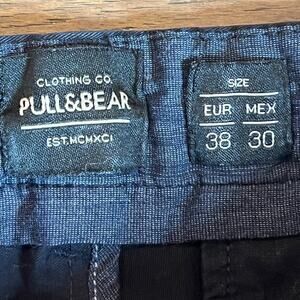 CLOTHING CO.
PULL&BEAR
EST.MCMXCI
SIZE
EUR MEX
38 30